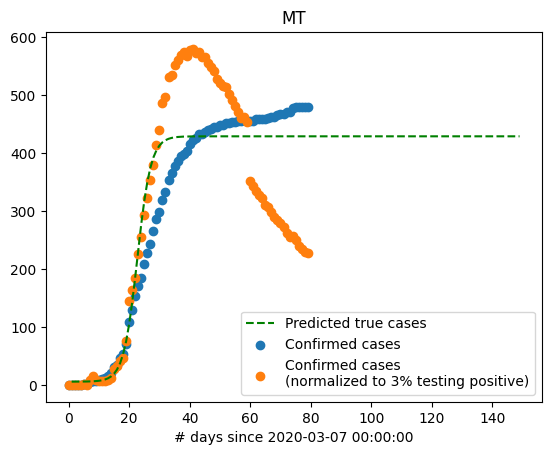 MT
600
500
400
300
200
100
0
Predicted true cases
Confirmed cases
Confirmed cases
(normalized to 3% testing positive)
0 20 40 60 80 100 120 140
# days since 2020-03-07 00:00:00